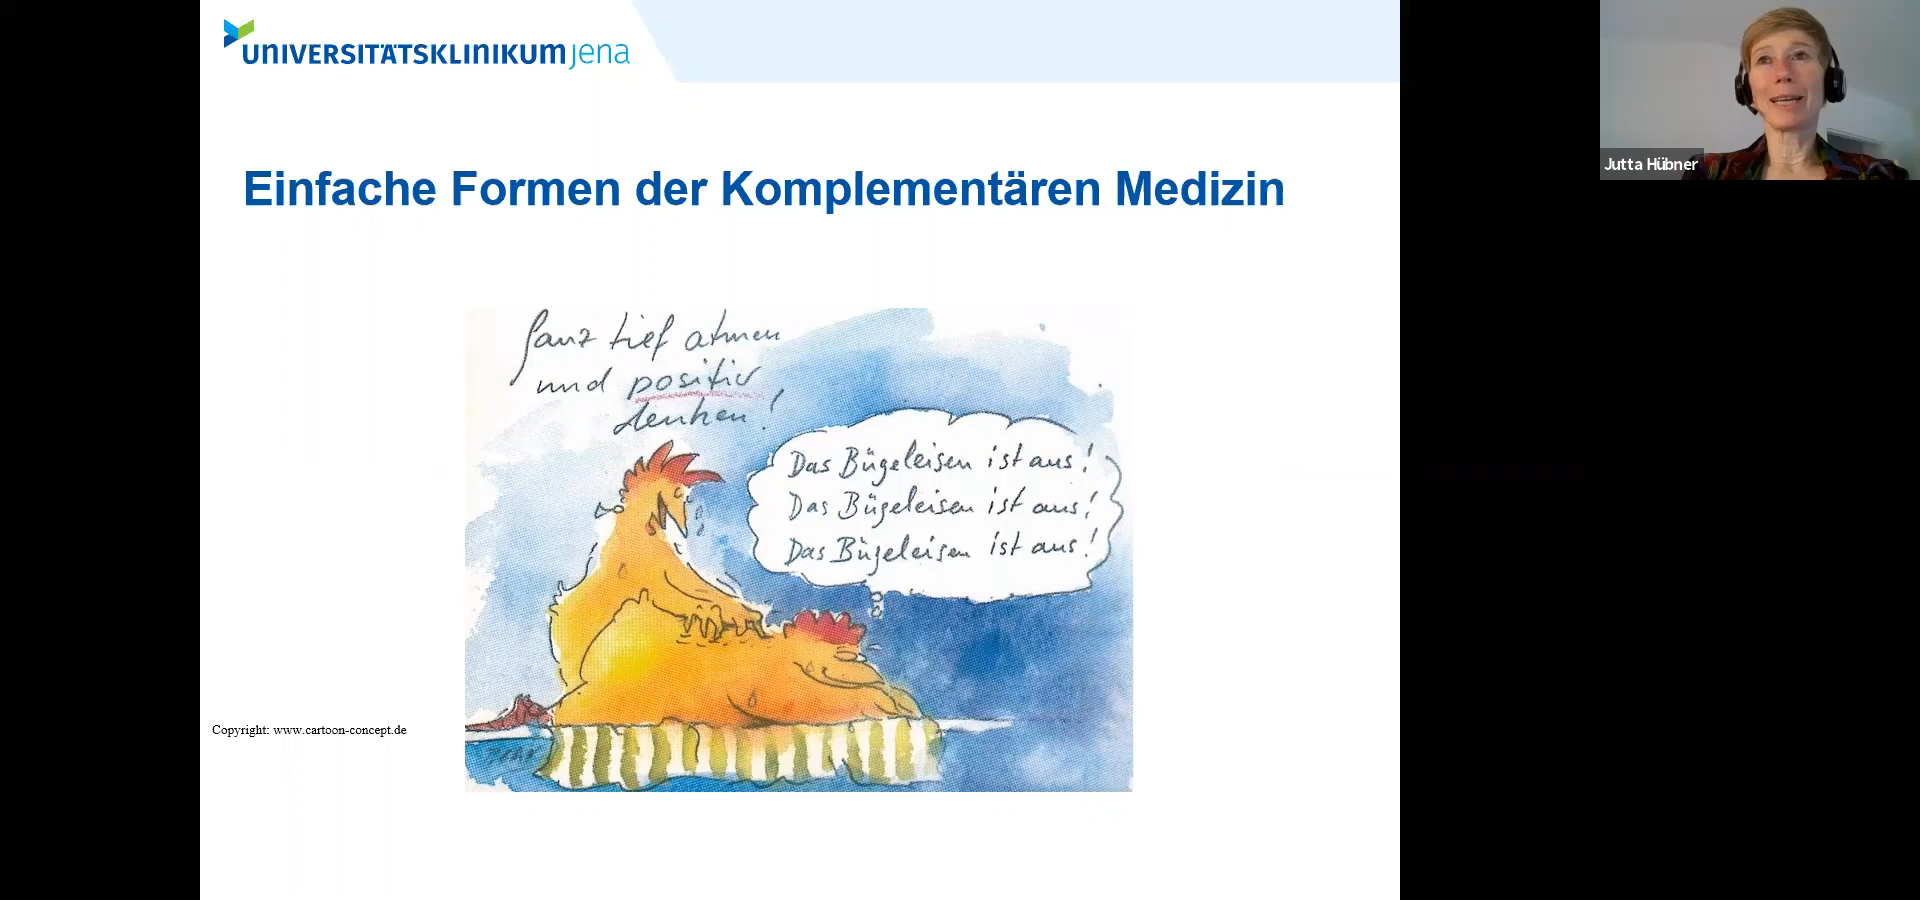 UNIVERSITÄTSKLINIKUM jena
Jutta Hübner
Einfache Formen der Komplementären Medizin
Ganz tief atmen
und positiv
denken!
Das Bügeleisen ist aus!
Das Bügeleisen ist aus!
Das Bügeleisen ist aus!
Copyright: www.cartoon-concept.de